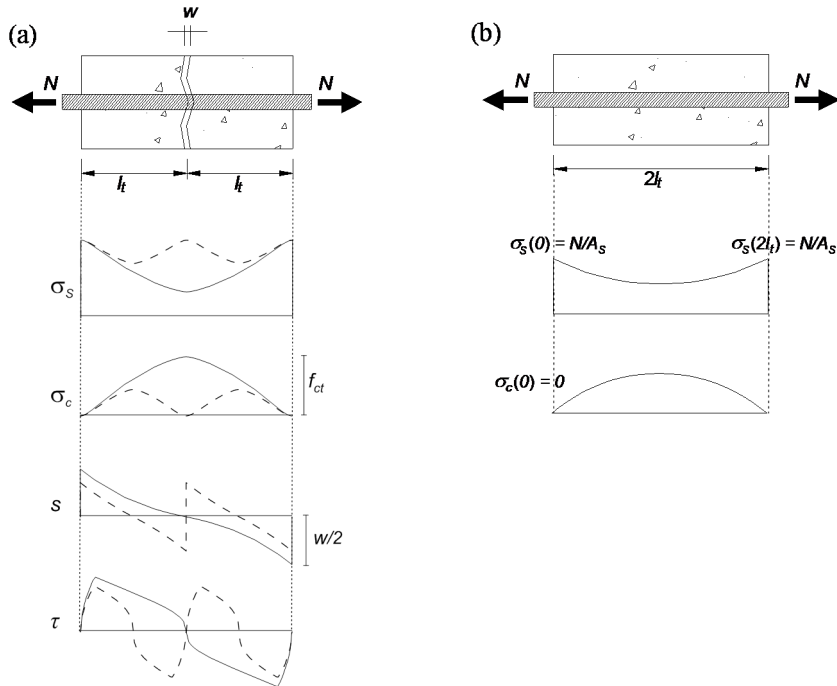 (a)
w
N
N
lt
lt
σS
σc
fct
s
w/2
τ
(b)
N
N
2lt
σS(0) = N/AS
σS(2lt) = N/AS
σc(0) = 0